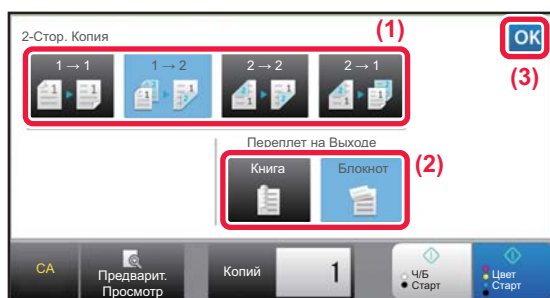 2-Стор. Копия
(1)
OK
(3)
1 → 1
1 → 2
2 → 2
2 → 1
Переплет на Выходе
Книга
Блокнот
(2)
CA
Предварит.
Просмотр
Копий
1
Ч/Б
Старт
Цвет
Старт